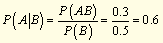 P(A|B) = P(AB) / P(B) = 0.3 / 0.5 = 0.6